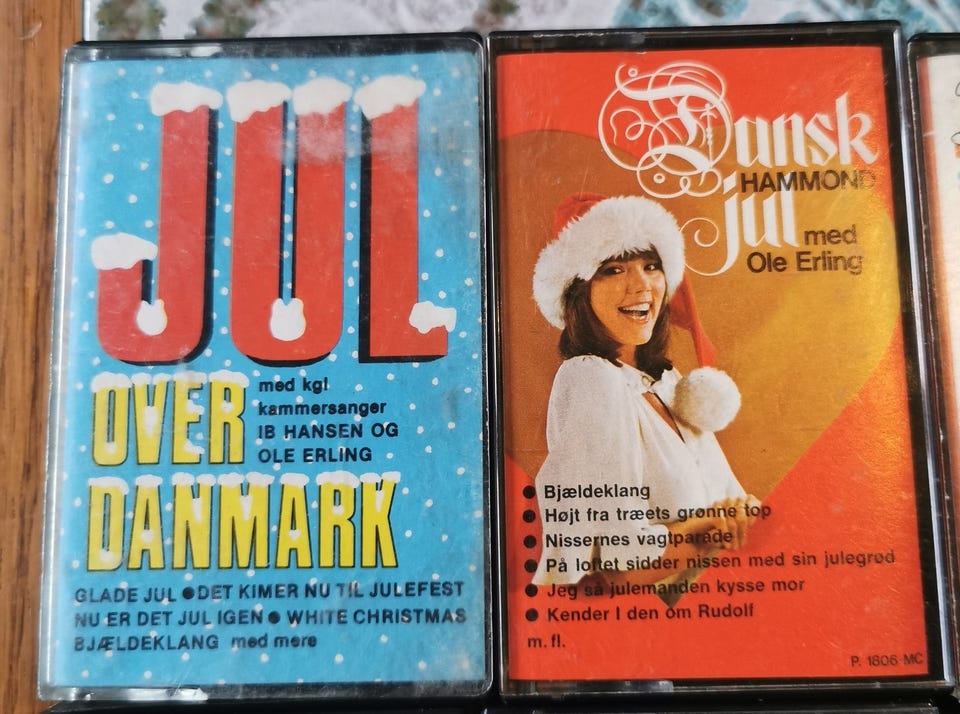 JUL
OVER
med kgl
kammersanger
IB HANSEN OG
OLE ERLING
DANMARK
GLADE JUL ● DET KIMER NU TIL JULEFEST
NU ER DET JUL IGEN ● WHITE CHRISTMAS
BJÆLDEKLANG med mere
Dansk
HAMMOND
jul med
Ole Erling
● Bjældeklang
● Højt fra træets grønne top
● Nissernes vagtparade
● På loftet sidder nissen med sin julegrød
● Jeg så julemanden kysse mor
● Kender I den om Rudolf
m. fl.
P. 1806-MC